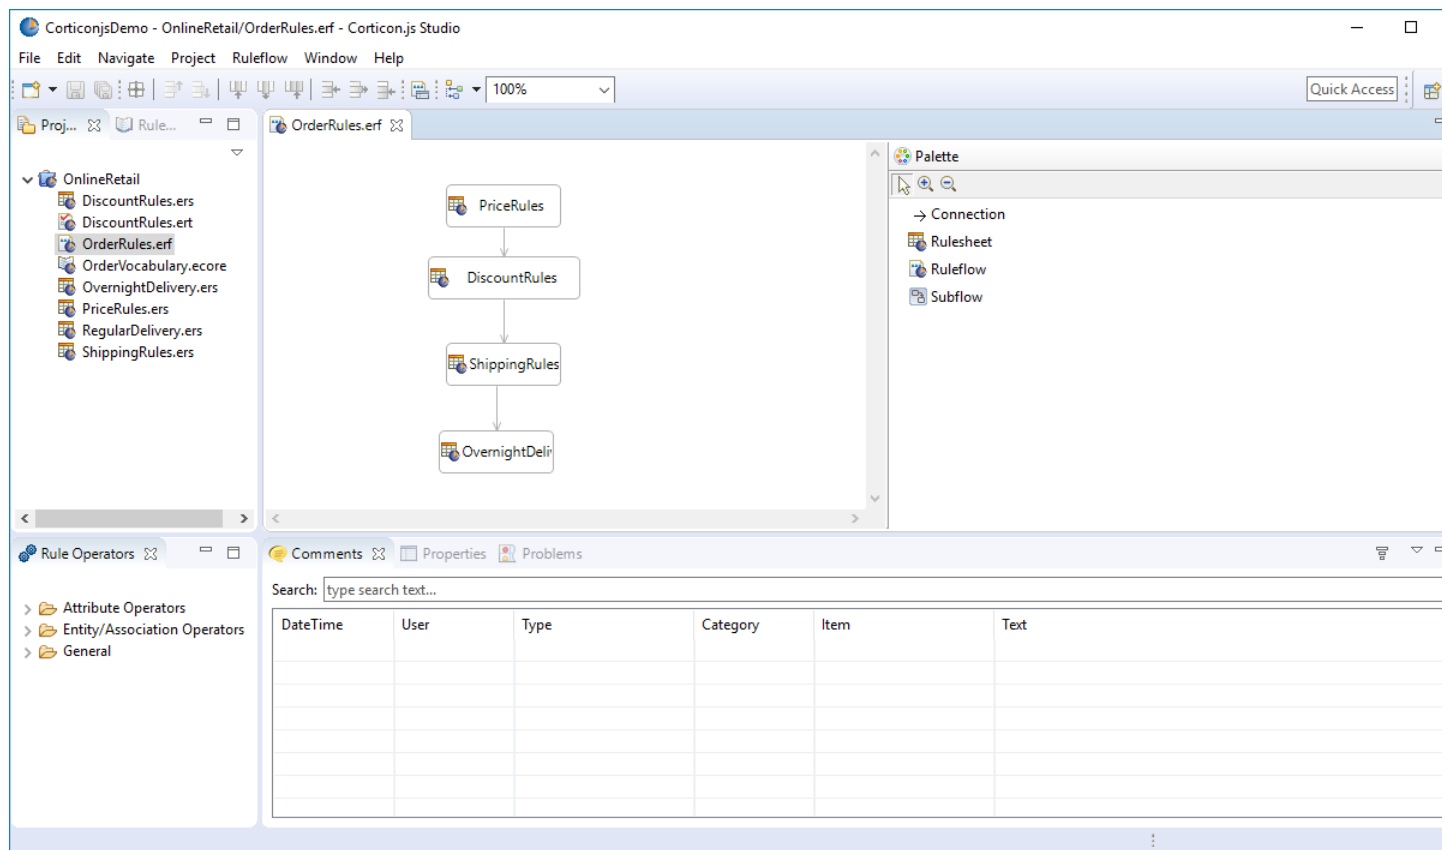 CorticonjsDemo - OnlineRetail/OrderRules.erf - Corticon.js Studio
File Edit Navigate Project Ruleflow Window Help
100%
Quick Access
Proj...
Rule...
OrderRules.erf
OnlineRetail
DiscountRules.ers
DiscountRules.ert
OrderRules.erf
OrderVocabulary.ecore
OvernightDelivery.ers
PriceRules.ers
RegularDelivery.ers
ShippingRules.ers
PriceRules
DiscountRules
ShippingRules
OvernightDeli
Palette
Connection
Rulesheet
Ruleflow
Subflow
Rule Operators
Attribute Operators
Entity/Association Operators
General
Comments Properties Problems
Search: type search text...
DateTime User Type Category Item Text